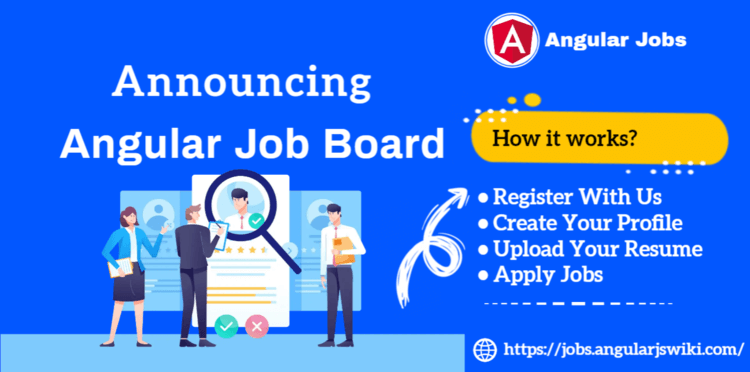 Angular Jobs
Announcing
Angular Job Board
How it works?
Register With Us
Create Your Profile
Upload Your Resume
Apply Jobs
https://jobs.angularjswiki.com/